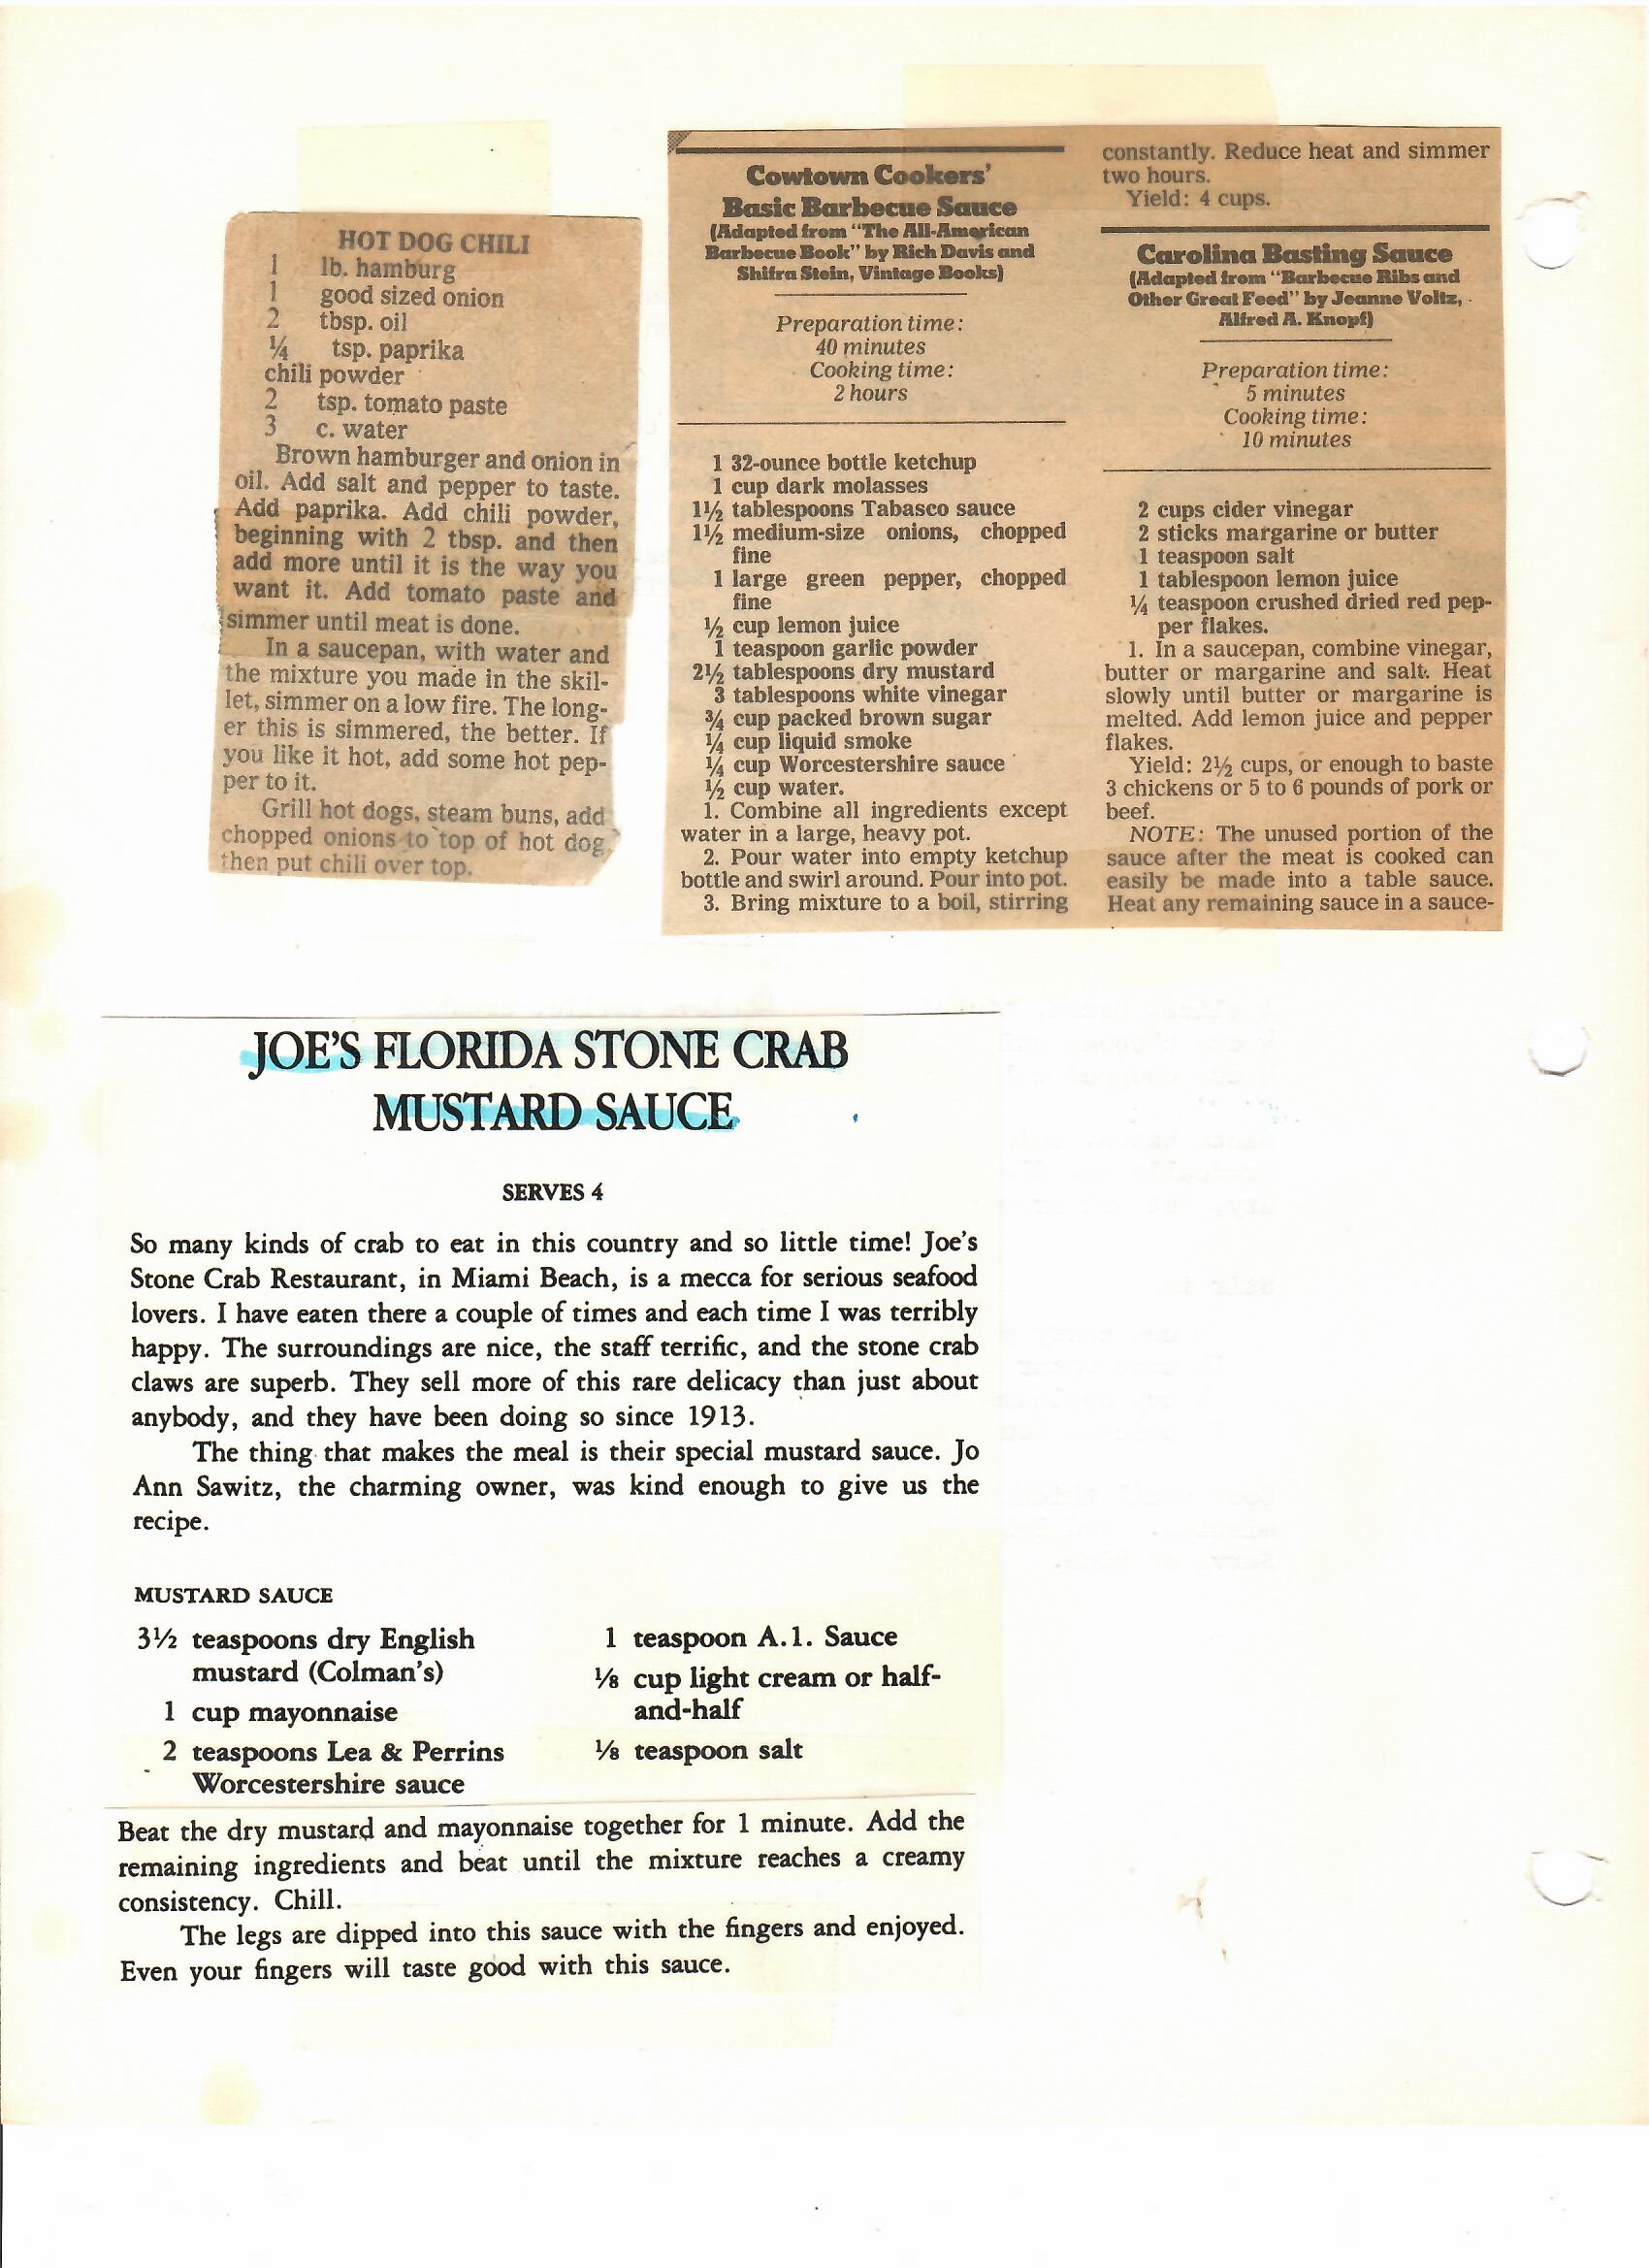 HOT DOG CHILI
1 lb. hamburg
1 good sized onion
2 tbsp. oil
¼ tsp. paprika
chili powder
2 tsp. tomato paste
3 c. water
Brown hamburger and onion in
oil. Add salt and pepper to taste.
Add paprika. Add chili powder,
beginning with 2 tbsp. and then
add more until it is the way you
want it. Add tomato paste and
simmer until meat is done.
In a saucepan, with water and
the mixture you made in the skil-
let, simmer on a low fire. The long-
er this is simmered, the better. If
you like it hot, add some hot pep-
per to it.
Grill hot dogs, steam buns, add
chopped onions to top of hot dog
then put chili over top.
Cowtown Cookers'
Basic Barbecue Sauce
(Adapted from "The All-American
Barbecue Book" by Rich Davis and
Shifra Stein, Vintage Books)
Preparation time:
40 minutes
Cooking time:
2 hours
1 32-ounce bottle ketchup
1 cup dark molasses
1½ tablespoons Tabasco sauce
1½ medium-size onions, chopped
fine
1 large green pepper, chopped
fine
½ cup lemon juice
1 teaspoon garlic powder
2½ tablespoons dry mustard
3 tablespoons white vinegar
¾ cup packed brown sugar
¼ cup liquid smoke
¼ cup Worcestershire sauce
½ cup water.
1. Combine all ingredients except
water in a large, heavy pot.
2. Pour water into empty ketchup
bottle and swirl around. Pour into pot.
3. Bring mixture to a boil, stirring
constantly. Reduce heat and simmer
two hours.
Yield: 4 cups.
Carolina Basting Sauce
(Adapted from "Barbecue Ribs and
Other Great Feed" by Jeanne Voltz,
Alfred A. Knopf)
Preparation time:
5 minutes
Cooking time:
10 minutes
2 cups cider vinegar
2 sticks margarine or butter
1 teaspoon salt
1 tablespoon lemon juice
¼ teaspoon crushed dried red pep-
per flakes.
1. In a saucepan, combine vinegar,
butter or margarine and salt. Heat
slowly until butter or margarine is
melted. Add lemon juice and pepper
flakes.
Yield: 2½ cups, or enough to baste
3 chickens or 5 to 6 pounds of pork or
beef.
NOTE: The unused portion of the
sauce after the meat is cooked can
easily be made into a table sauce.
Heat any remaining sauce in a sauce-
JOE'S FLORIDA STONE CRAB
MUSTARD SAUCE
SERVES 4
So many kinds of crab to eat in this country and so little time! Joe's
Stone Crab Restaurant, in Miami Beach, is a mecca for serious seafood
lovers. I have eaten there a couple of times and each time I was terribly
happy. The surroundings are nice, the staff terrific, and the stone crab
claws are superb. They sell more of this rare delicacy than just about
anybody, and they have been doing so since 1913.
The thing that makes the meal is their special mustard sauce. Jo
Ann Sawitz, the charming owner, was kind enough to give us the
recipe.
MUSTARD SAUCE
3½ teaspoons dry English
mustard (Colman's)
1 cup mayonnaise
2 teaspoons Lea & Perrins
Worcestershire sauce
1 teaspoon A.1. Sauce
⅛ cup light cream or half-
and-half
⅛ teaspoon salt
Beat the dry mustard and mayonnaise together for 1 minute. Add the
remaining ingredients and beat until the mixture reaches a creamy
consistency. Chill.
The legs are dipped into this sauce with the fingers and enjoyed.
Even your fingers will taste good with this sauce.